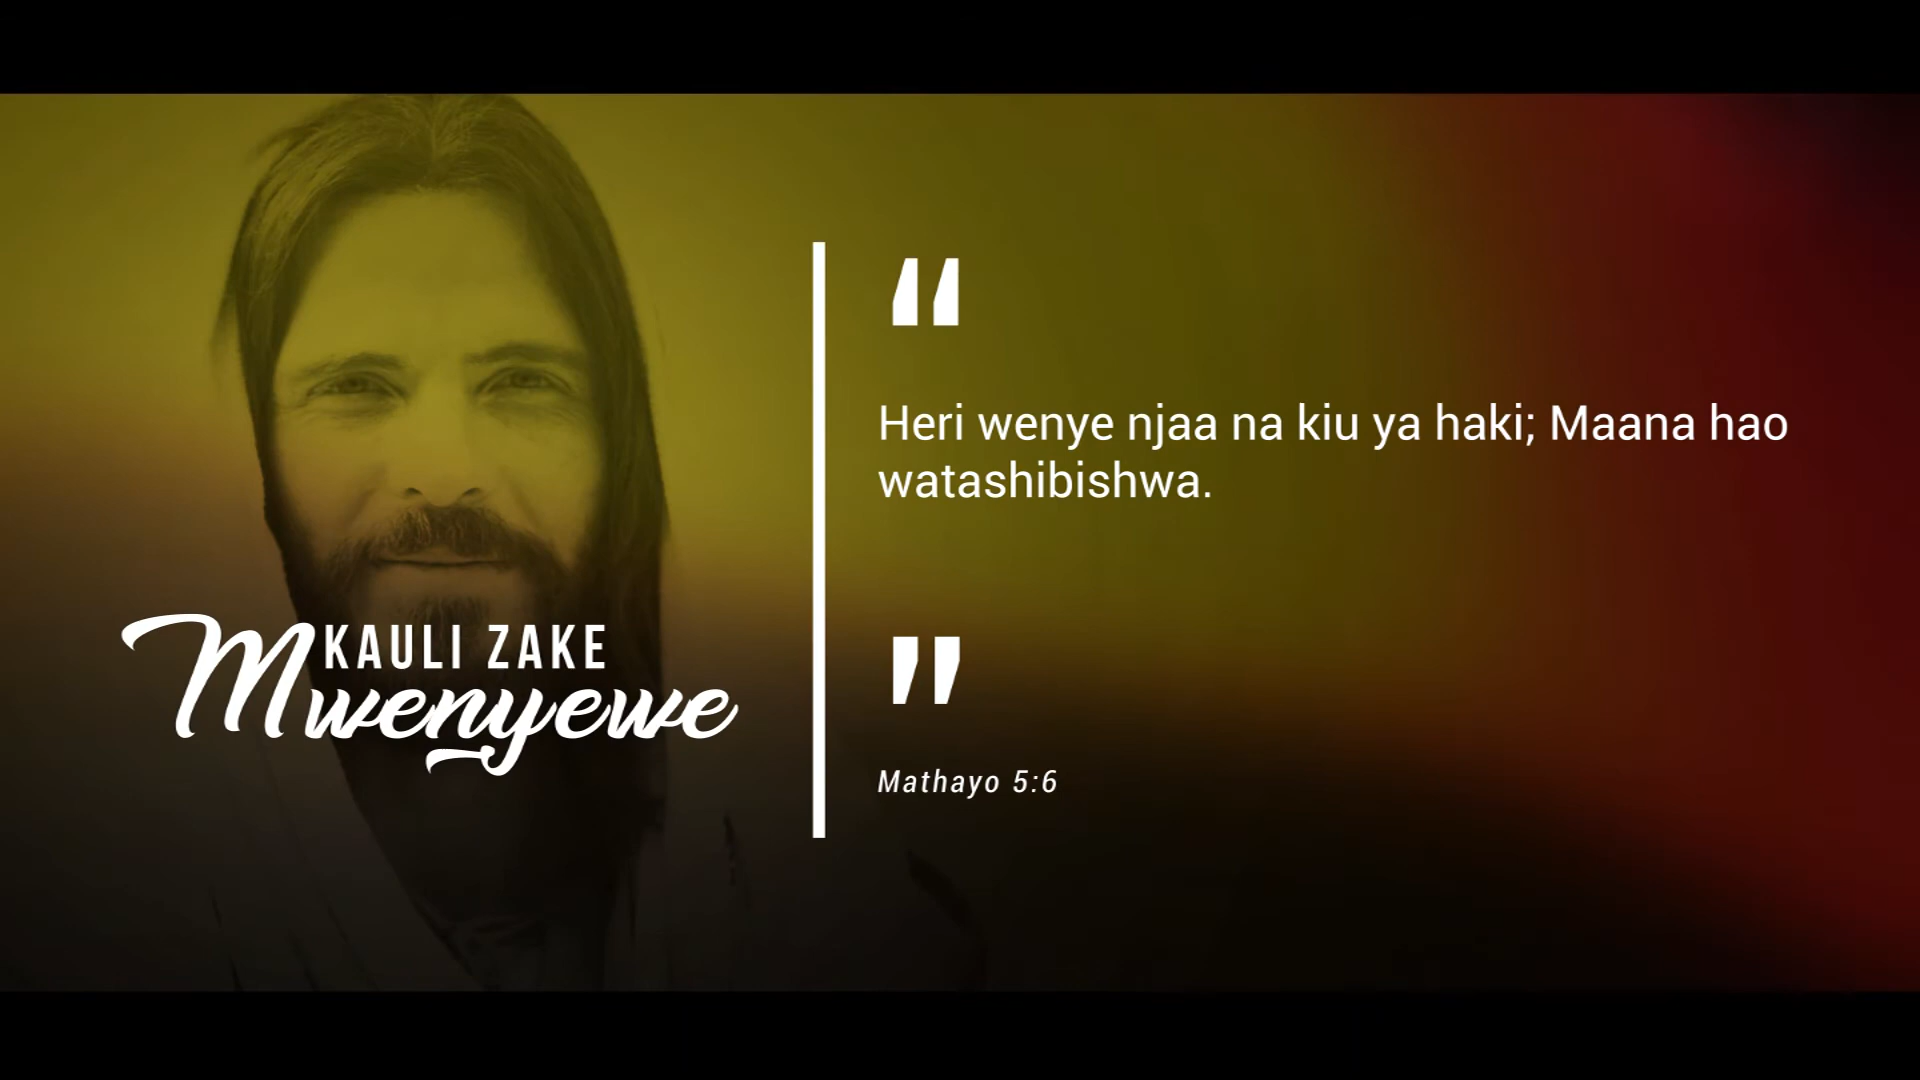 KAULI ZAKE
Mwenyewe
“
Heri wenye njaa na kiu ya haki; Maana hao
watashibishwa.
”
Mathayo 5:6